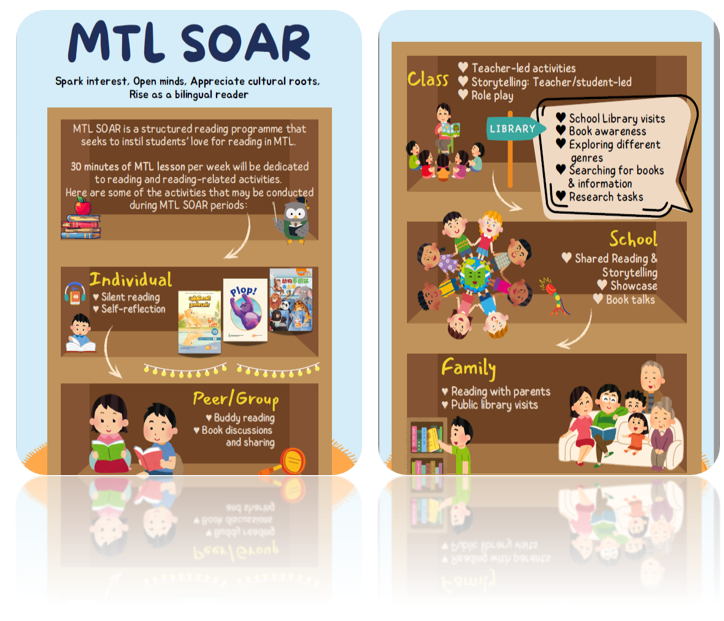 MTL SOAR
Spark interest, Open minds, Appreciate cultural roots,
Rise as a bilingual reader
MTL SOAR is a structured reading programme that
seeks to instil students' love for reading in MTL.
30 minutes of MTL lesson per week will be dedicated
to reading and reading-related activities.
Here are some of the activities that may be conducted
during MTL SOAR periods:
Individual
♥ Silent reading
♥ Self-reflection
Plop!
Peer/Group
♥ Buddy reading
♥ Book discussions
and sharing
Class
♥ Teacher-led activities
♥ Storytelling: Teacher/student-led
♥ Role play
LIBRARY
♥ School Library visits
♥ Book awareness
♥ Exploring different
genres
♥ Searching for books
& information
♥ Research tasks
School
♥ Shared Reading &
Storytelling
♥ Showcase
♥ Book talks
Family
♥ Reading with parents
♥ Public library visits